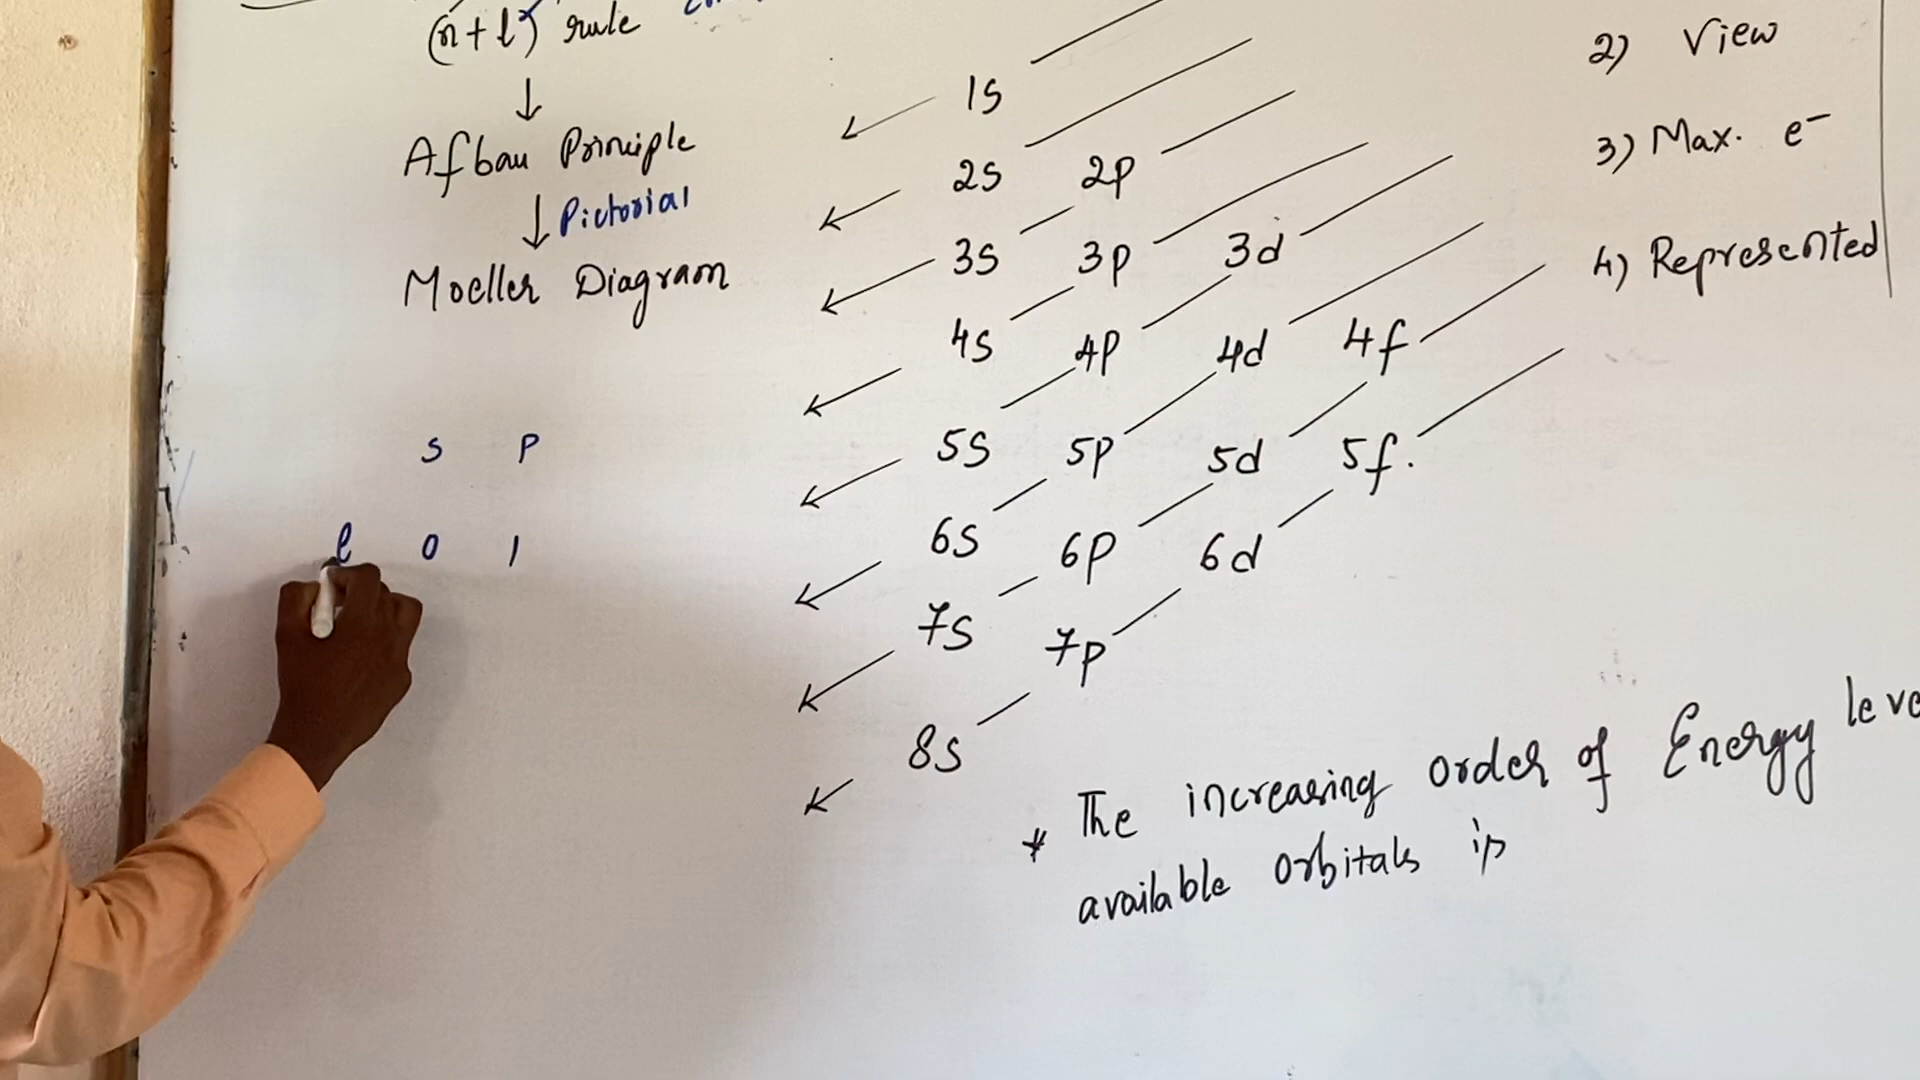 (n+l) rule
↓
Afbau Principle
↓ Pictorial
Moeller Diagram
s p
l 0 1
1s
2s 2p
3s 3p 3d
4s 4p 4d 4f
5s 5p 5d 5f.
6s 6p 6d
7s 7p
8s
2) View
3) Max. e⁻
4) Represented
* The increasing order of Energy leve
available orbitals is